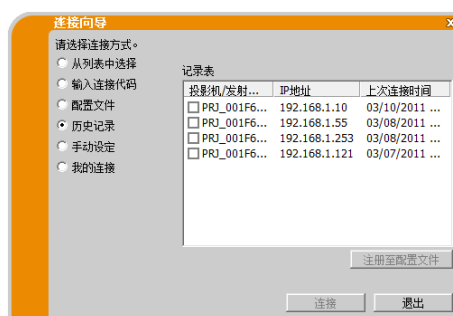 连接向导
请选择连接方式。
从列表中选择
输入连接代码
配置文件
历史记录
手动设定
我的连接
记录表
投影机/发射... IP地址 上次连接时间
PRJ_001F6... 192.168.1.10 03/10/2011 ...
PRJ_001F6... 192.168.1.55 03/08/2011 ...
PRJ_001F6... 192.168.1.253 03/08/2011 ...
PRJ_001F6... 192.168.1.121 03/07/2011 ...
注册至配置文件
连接 退出